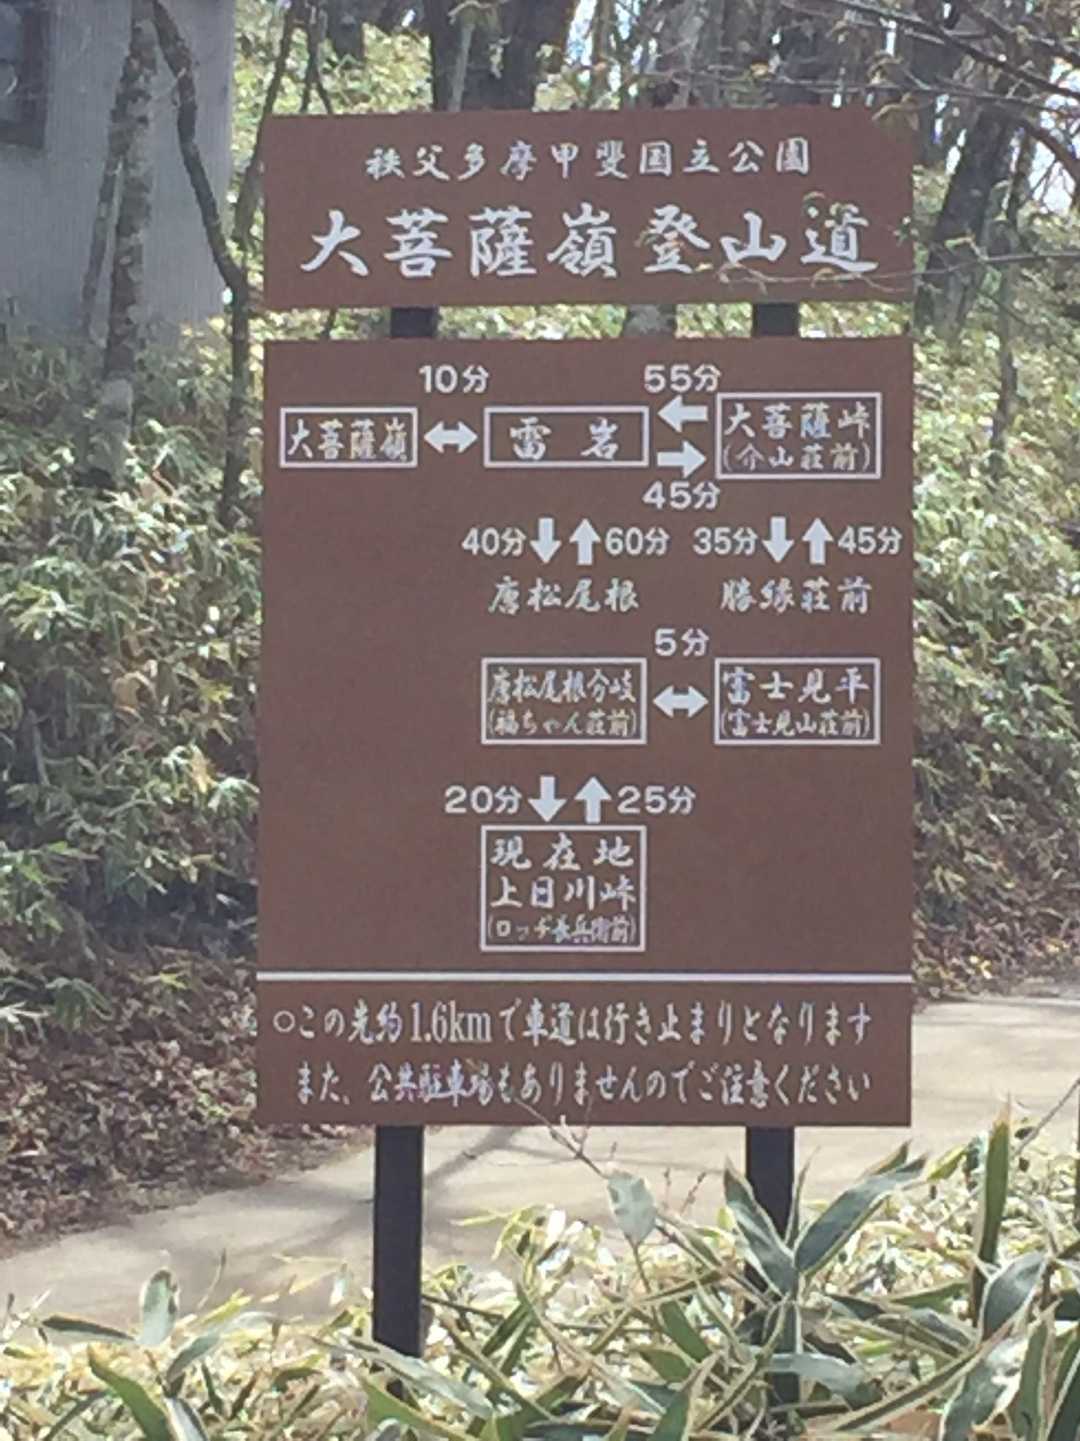 秩父多摩甲斐国立公園
大菩薩嶺登山道
10分 55分
大菩薩嶺 雷岩 大菩薩峠
(介山荘前)
45分
40分 60分 35分 45分
唐松尾根 勝縁荘前
5分
唐松尾根分岐 富士見平
(福ちゃん荘前) (富士見山荘前)
20分 25分
現在地
上日川峠
(ロッヂ長兵衛前)
○この先約1.6kmで車道は行き止まりとなります
また、公共駐車場もありませんのでご注意ください